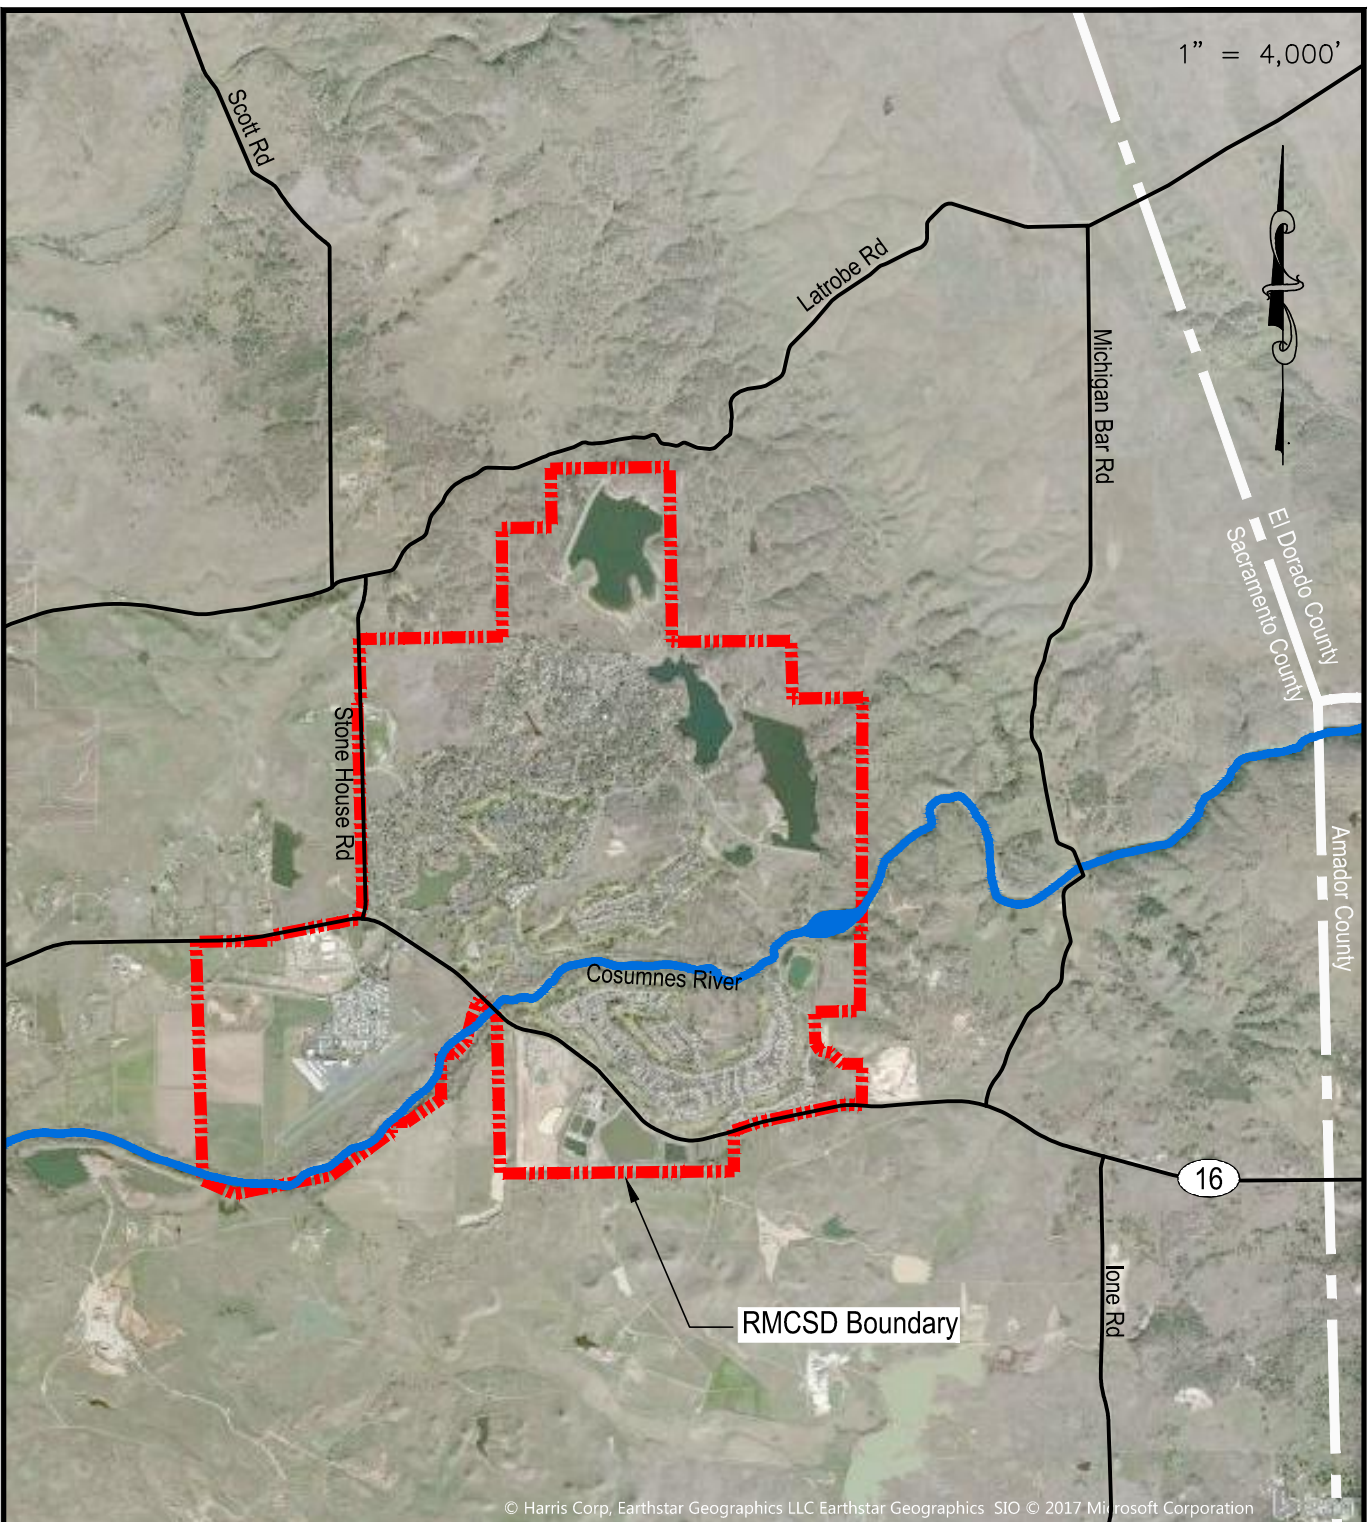 1” = 4,000’
Scott Rd
Latrobe Rd
Michigan Bar Rd
El Dorado County
Sacramento County
Stone House Rd
Amador County
Cosumnes River
16
Ione Rd
RMCSD Boundary
© Harris Corp, Earthstar Geographics LLC Earthstar Geographics SIO © 2017 Microsoft Corporation